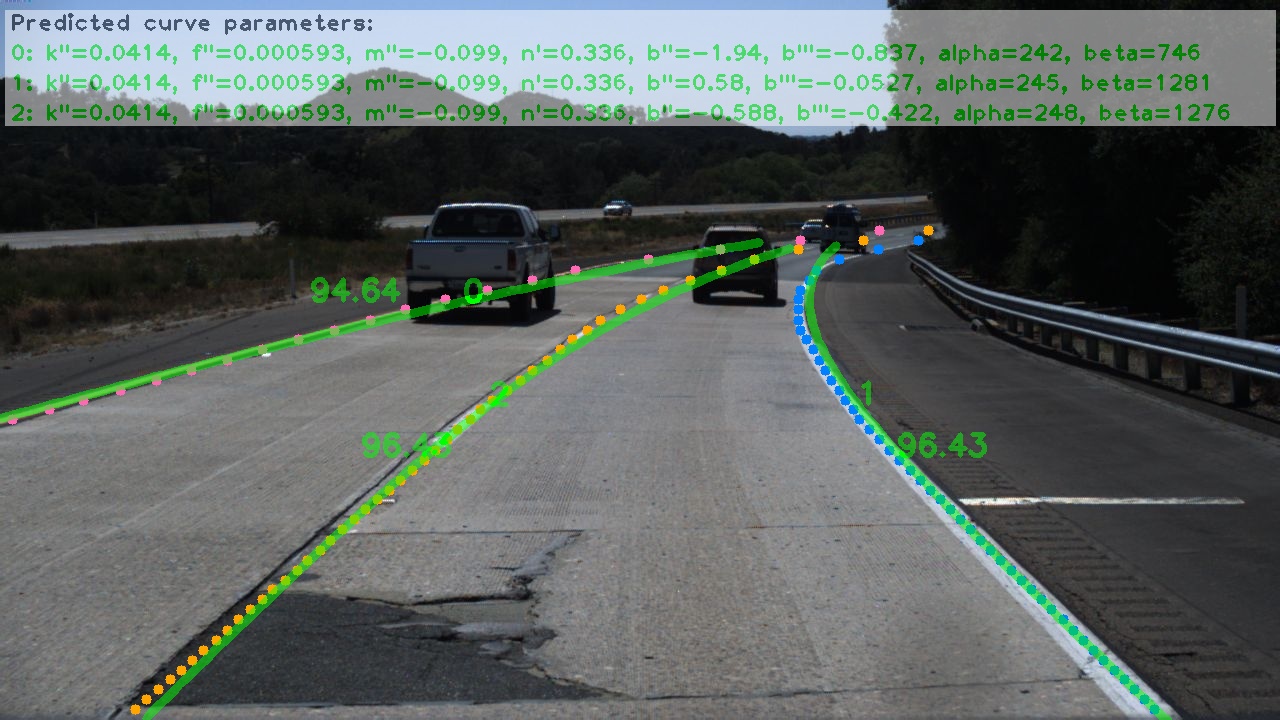 Predicted curve parameters:
0: k''=0.0414, f''=0.000593, m''=-0.099, n'=0.336, b''=-1.94, b'''=-0.837, alpha=242, beta=746
1: k''=0.0414, f''=0.000593, m''=-0.099, n'=0.336, b''=0.58, b'''=-0.0527, alpha=245, beta=1281
2: k''=0.0414, f''=0.000593, m''=-0.099, n'=0.336, b''=-0.588, b'''=-0.422, alpha=248, beta=1276
94.64 0
2 1
96.43